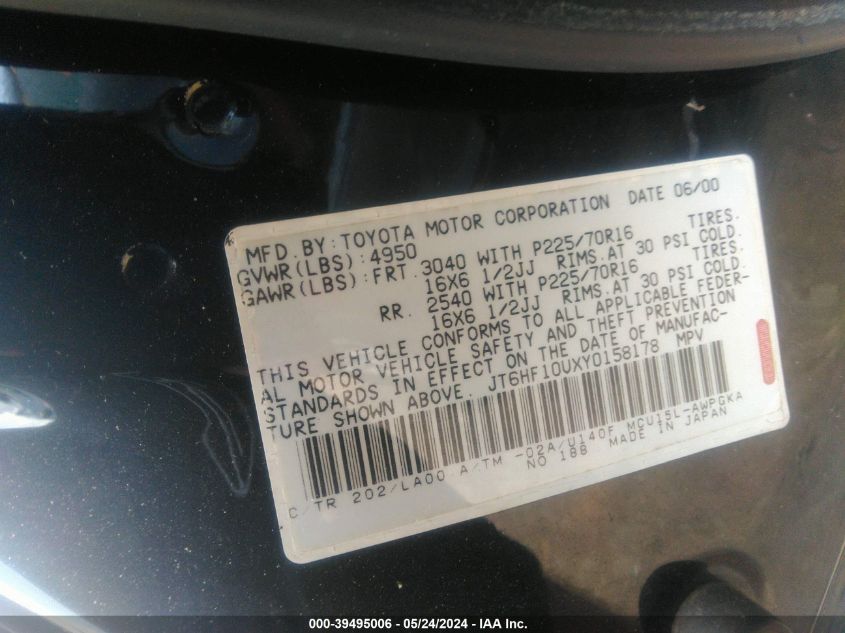 MFD. BY: TOYOTA MOTOR CORPORATION DATE 06/00
GVWR(LBS): 4950
GAWR(LBS): FRT. 3040 WITH P225/70R16 TIRES.
16X6 1/2JJ RIMS. AT 30 PSI COLD.
RR. 2540 WITH P225/70R16 TIRES.
16X6 1/2JJ RIMS. AT 30 PSI COLD.
THIS VEHICLE CONFORMS TO ALL APPLICABLE FEDER-
AL MOTOR VEHICLE SAFETY AND THEFT PREVENTION
STANDARDS IN EFFECT ON THE DATE OF MANUFAC-
TURE SHOWN ABOVE. JT6HF10UXY0158178 MPV
C/TR 202/LA00 A/TM -02A/U140F MCU15L-AWPGKA
NO 188 MADE IN JAPAN
000-39495006 - 05/24/2024 - IAA Inc.